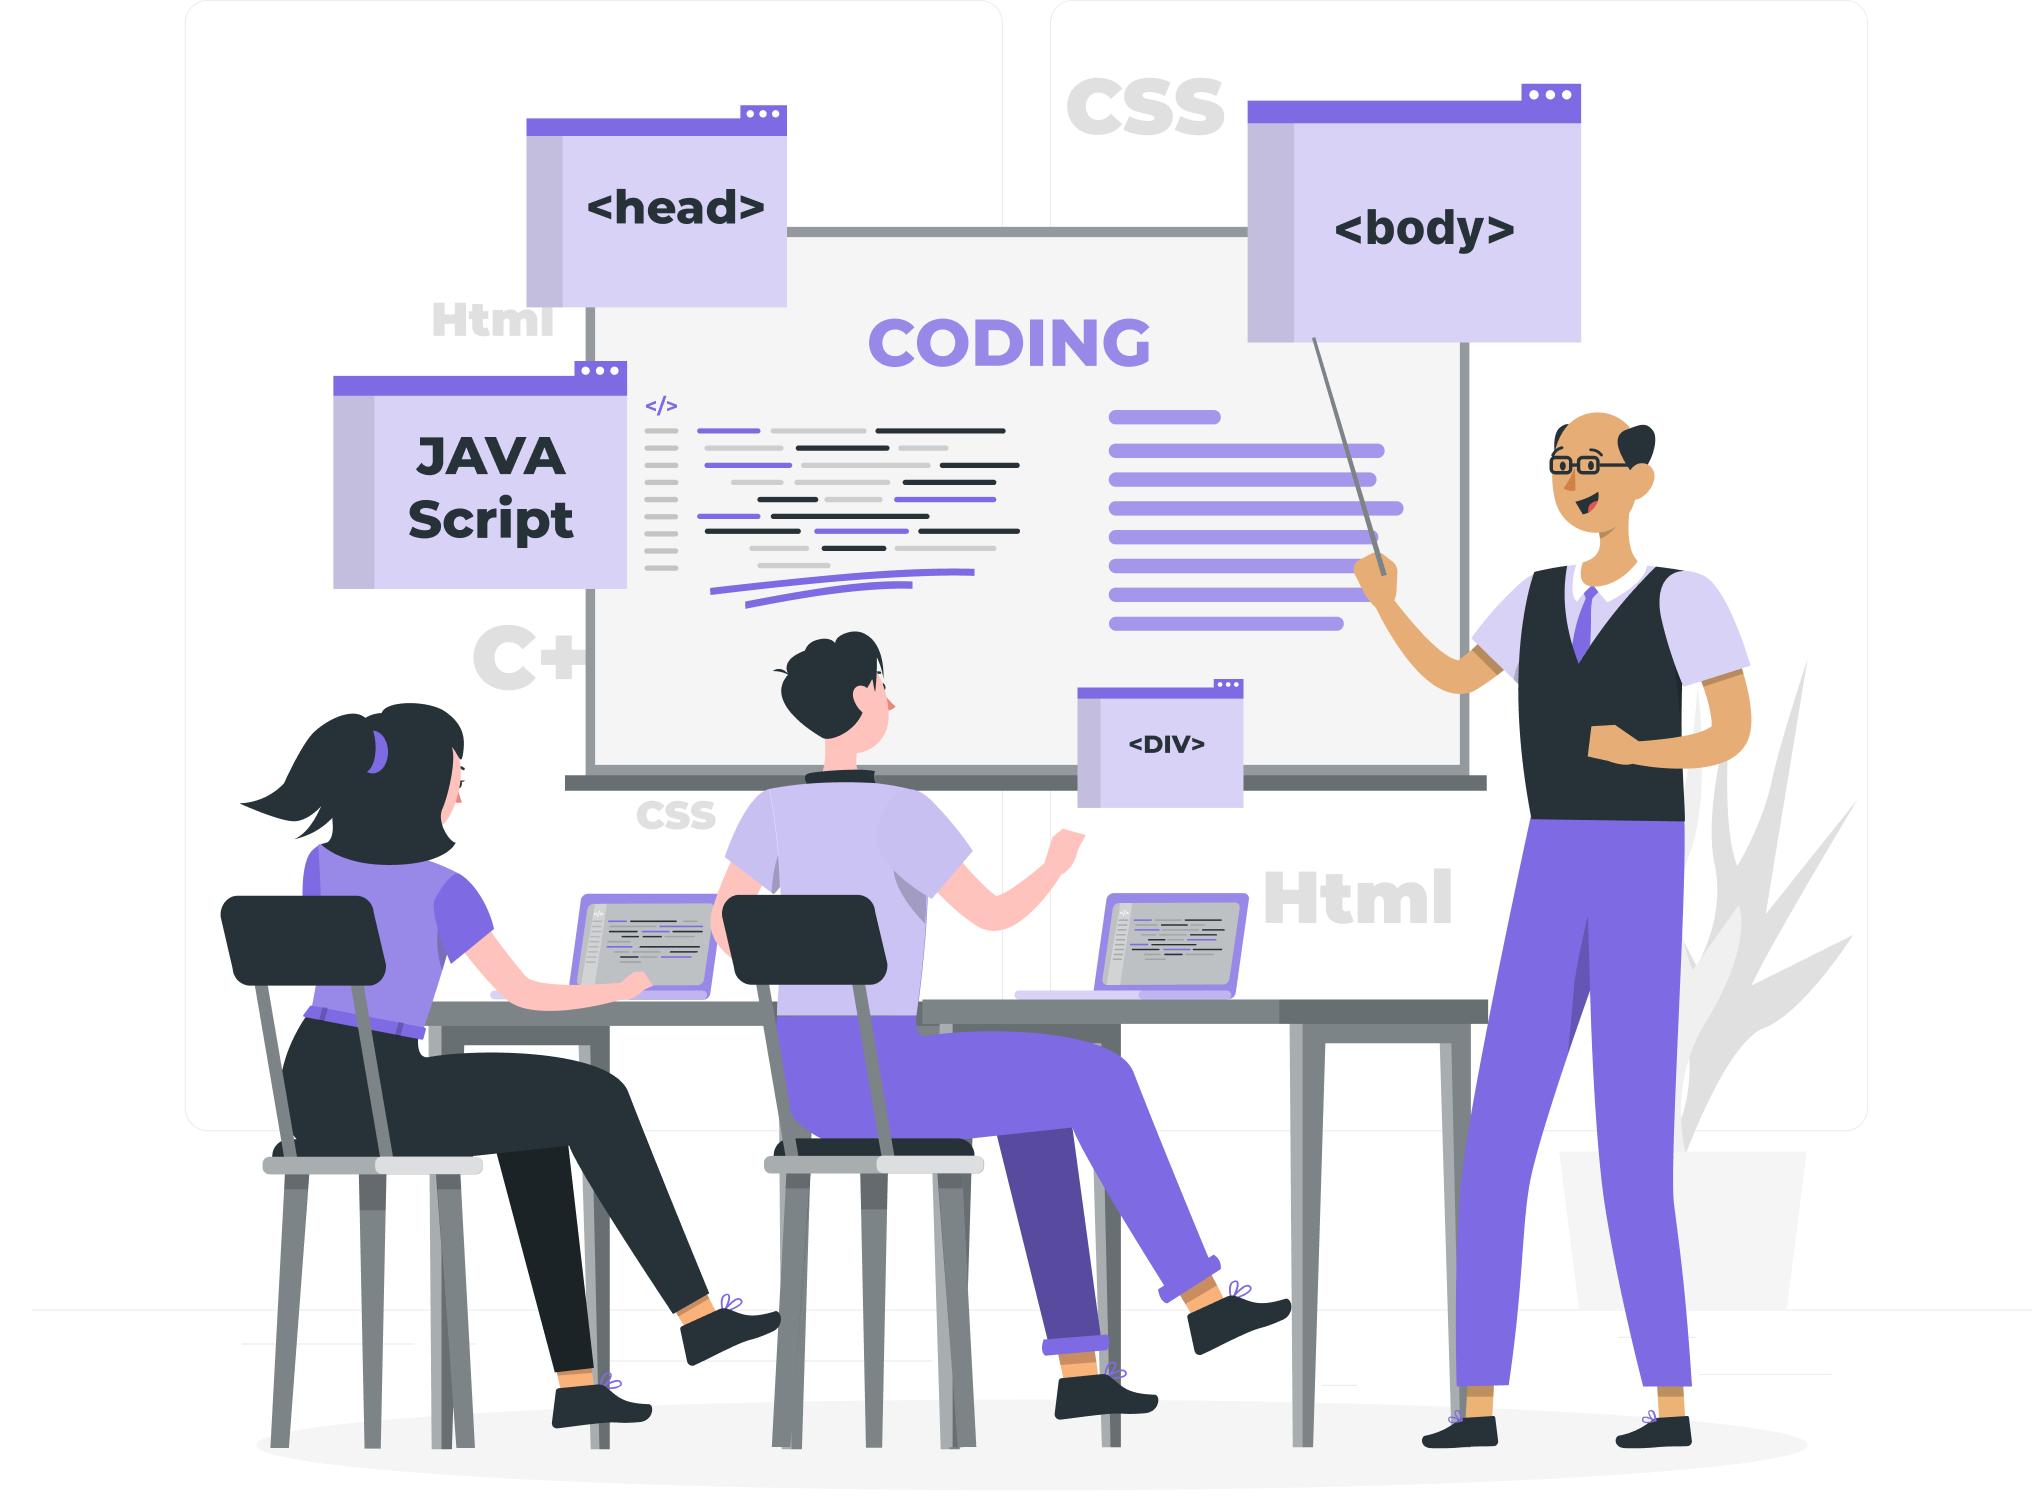 CSS
<head>
<body>
Html
CODING
JAVA
Script
</>
C+
<DIV>
CSS
Html